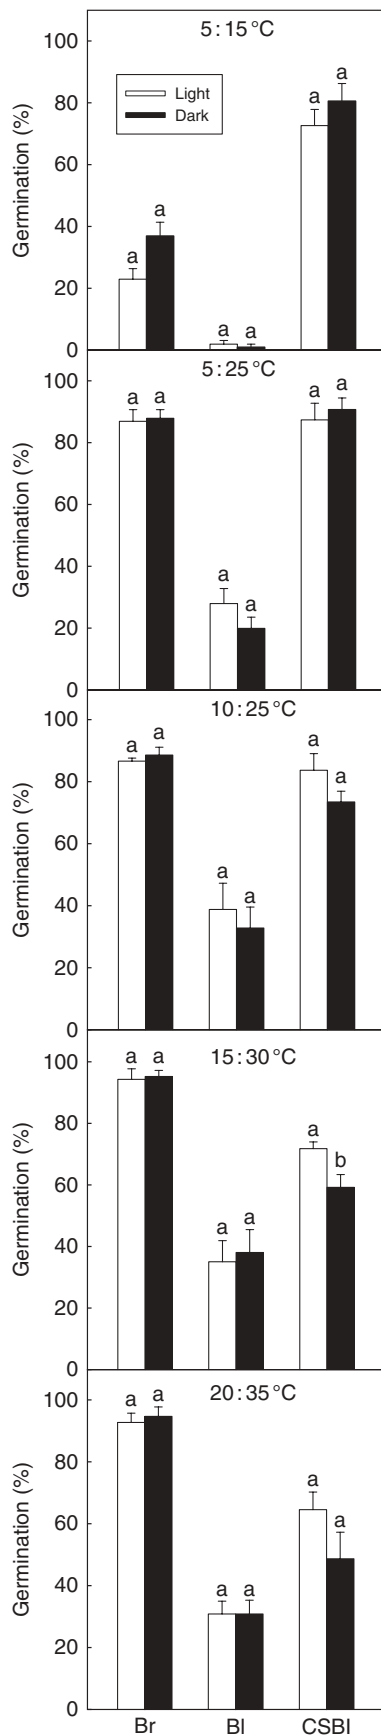 5:15°C
100
80
60
40
20
0
Germination (%)
Light
Dark
a
a
a
a
a
a
5:25°C
100
80
60
40
20
0
Germination (%)
a
a
a
a
a
a
10:25°C
100
80
60
40
20
0
Germination (%)
a
a
a
a
a
a
15:30°C
100
80
60
40
20
0
Germination (%)
a
a
a
a
a
b
20:35°C
100
80
60
40
20
0
Germination (%)
a
a
a
a
a
a
Br Bl CSBl